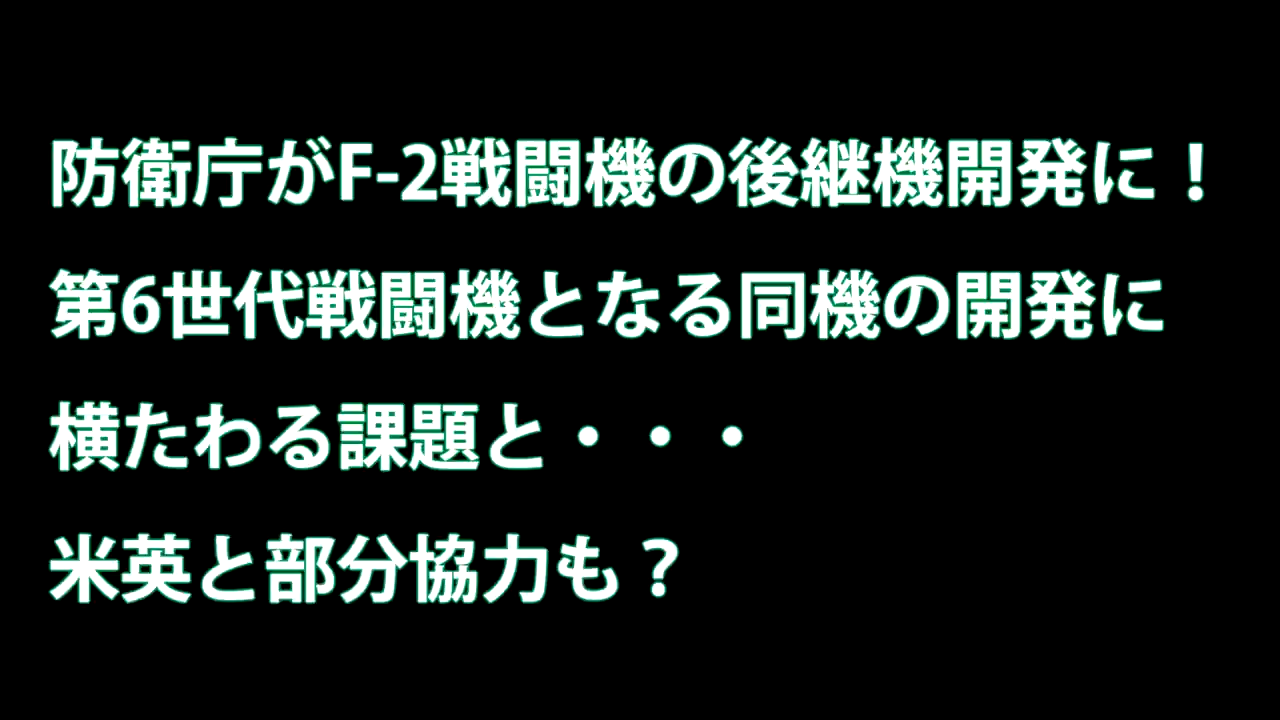 防衛庁がF-2戦闘機の後継機開発に！
第6世代戦闘機となる同機の開発に
横たわる課題と・・・
米英と部分協力も？